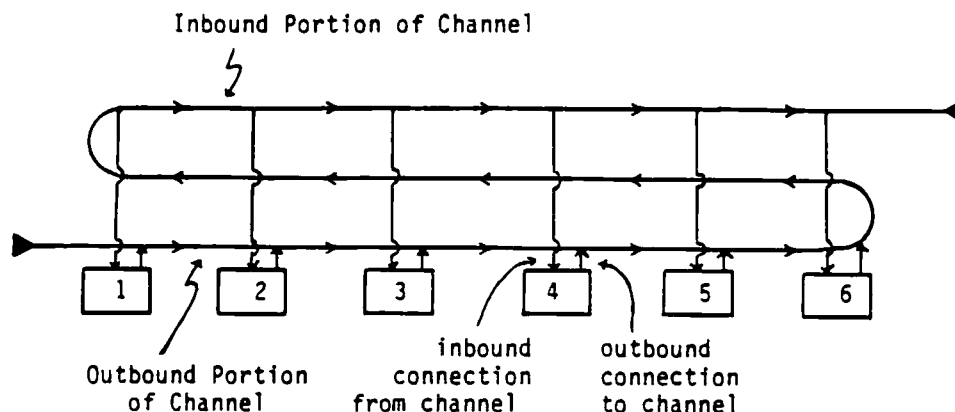 Inbound Portion of Channel
1
2
3
4
5
6
Outbound Portion
of Channel
inbound
connection
from channel
outbound
connection
to channel